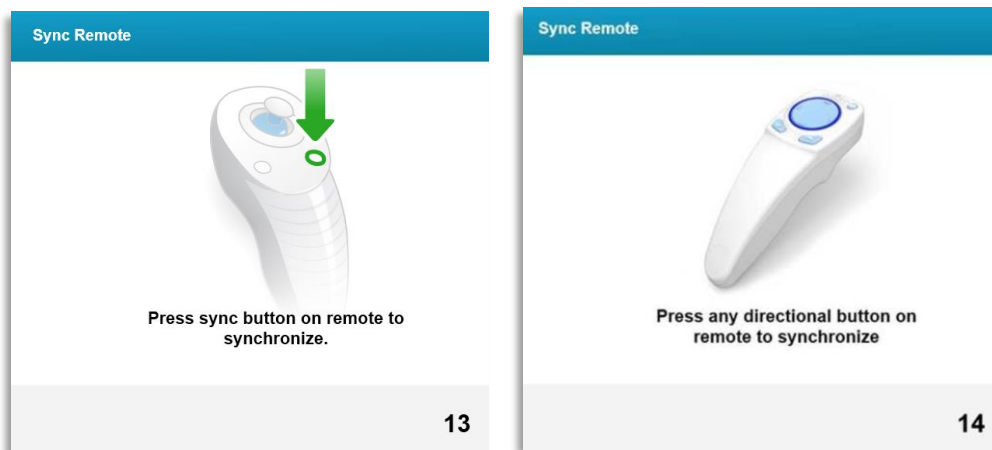 Sync Remote
Press sync button on remote to
synchronize.
13
Sync Remote
Press any directional button on
remote to synchronize
14